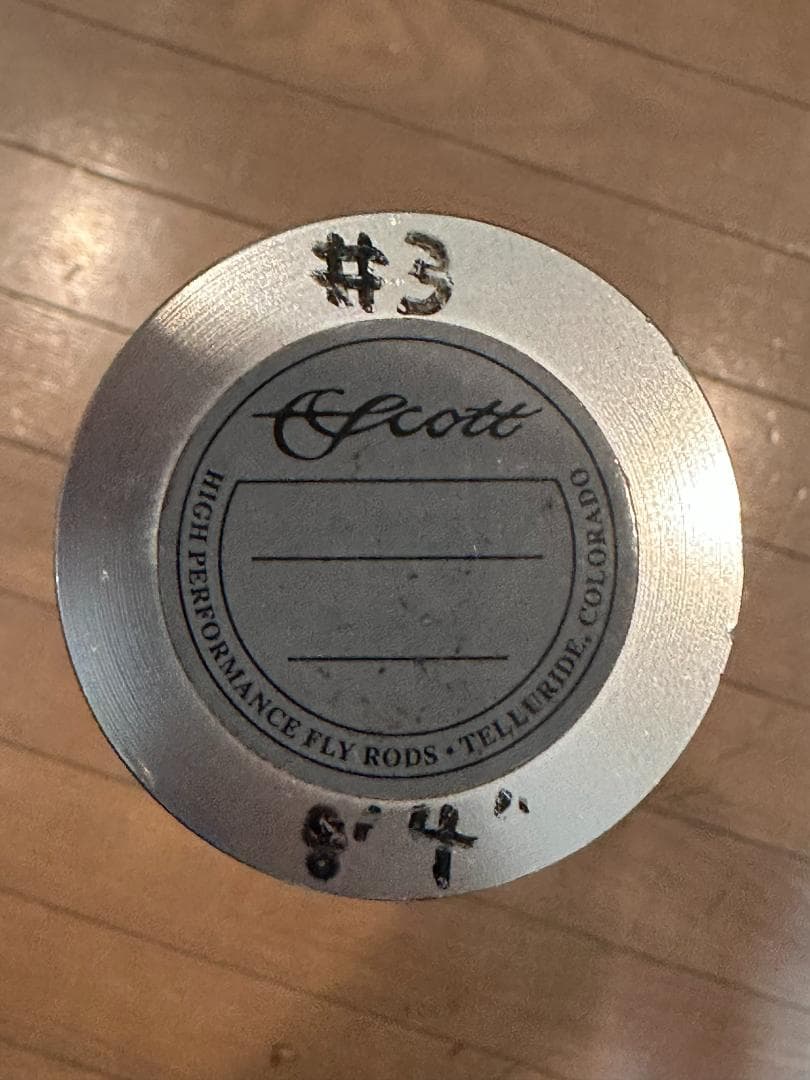 #3
Scott
HIGH PERFORMANCE FLY RODS • TELLURIDE, COLORADO
8'4"